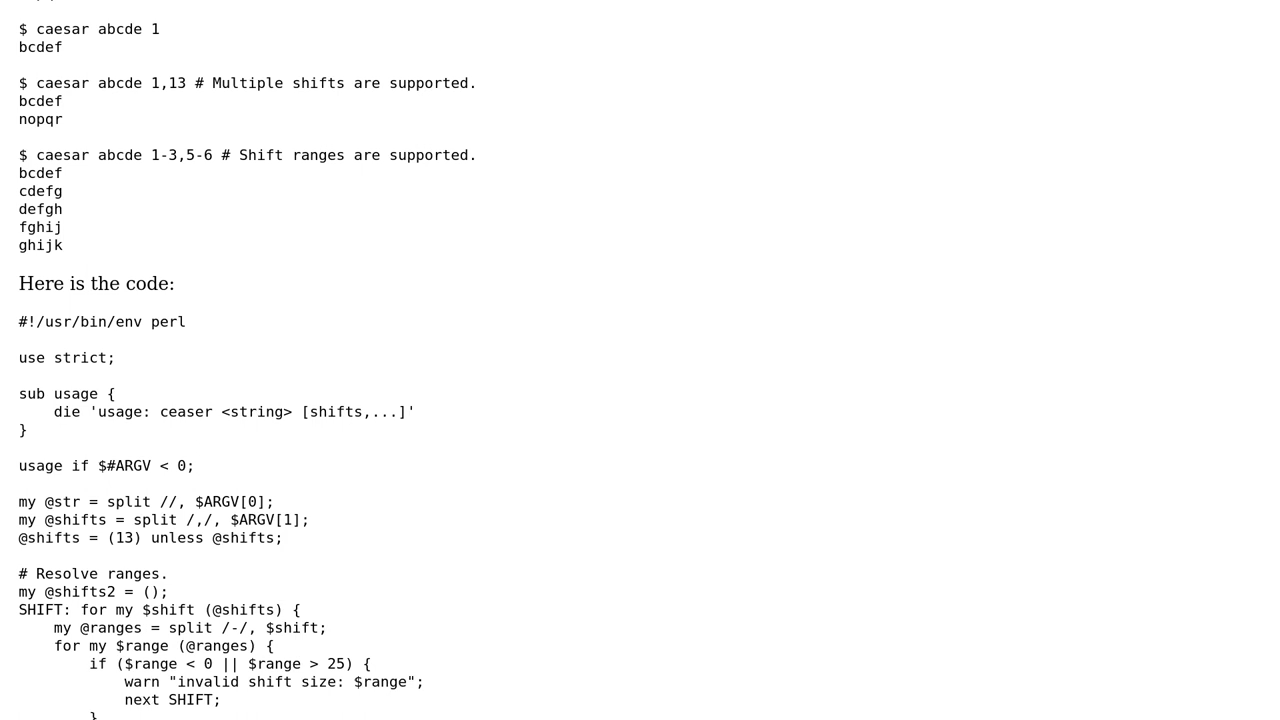 $ caesar abcde 1
bcdef

$ caesar abcde 1,13 # Multiple shifts are supported.
bcdef
nopqr

$ caesar abcde 1-3,5-6 # Shift ranges are supported.
bcdef
cdefg
defgh
fghij
ghijk

Here is the code:

#!/usr/bin/env perl

use strict;

sub usage {
    die 'usage: ceaser <string> [shifts,...]'
}

usage if $#ARGV < 0;

my @str = split //, $ARGV[0];
my @shifts = split /,/, $ARGV[1];
@shifts = (13) unless @shifts;

# Resolve ranges.
my @shifts2 = ();
SHIFT: for my $shift (@shifts) {
    my @ranges = split /-/, $shift;
    for my $range (@ranges) {
        if ($range < 0 || $range > 25) {
            warn "invalid shift size: $range";
            next SHIFT;
        }